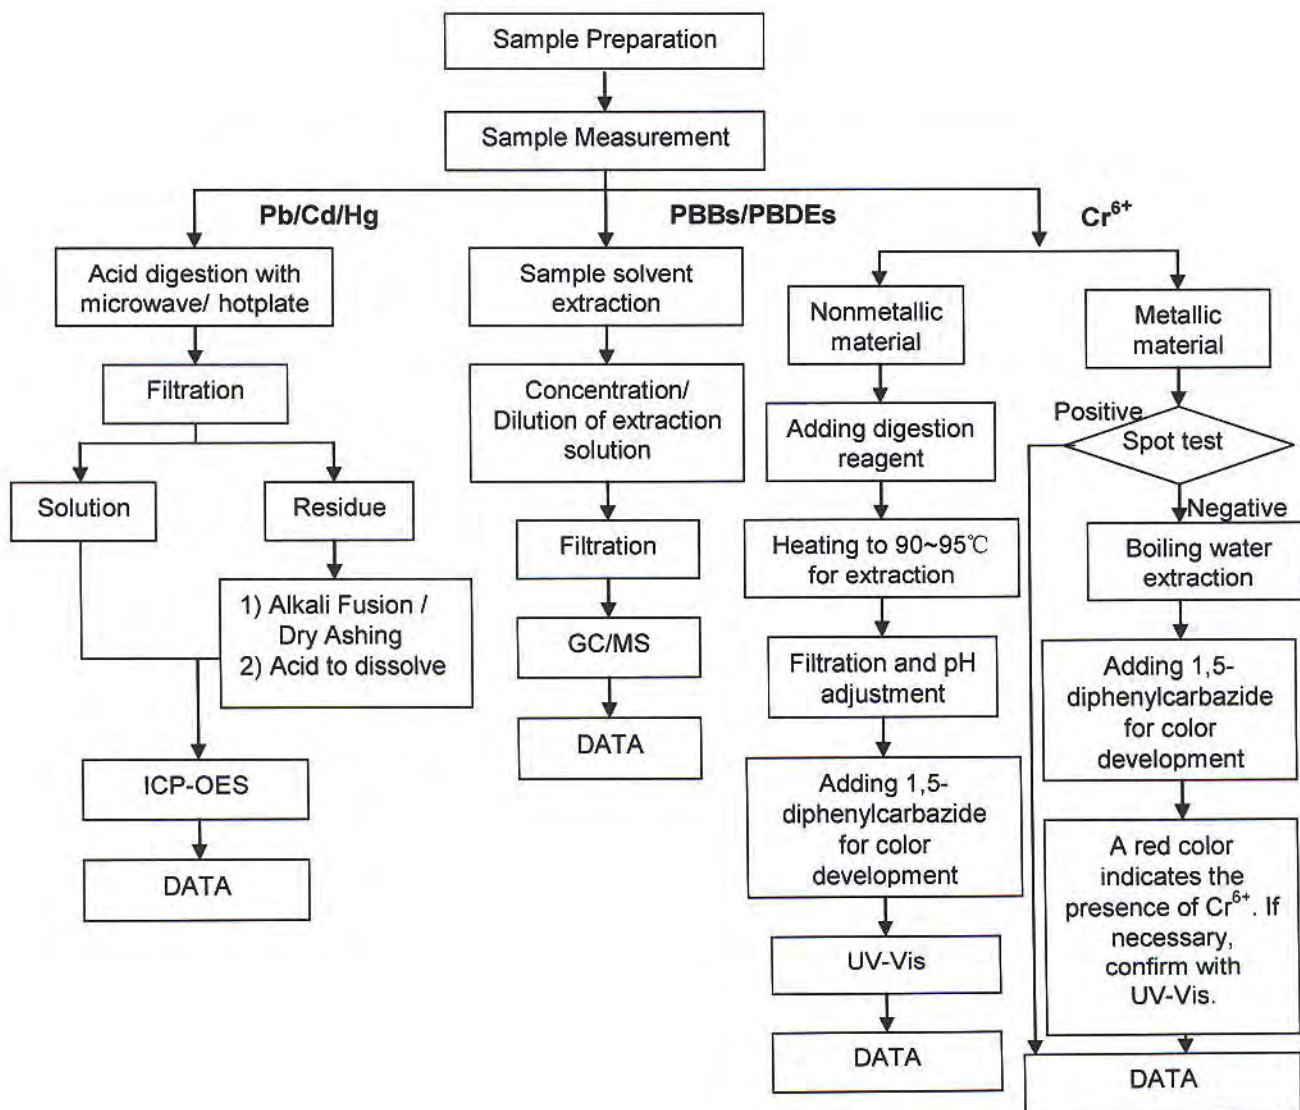 Sample Preparation
Sample Measurement
Pb/Cd/Hg
PBBs/PBDEs
Cr⁶⁺
Acid digestion with
microwave/ hotplate
Filtration
Solution
Residue
1) Alkali Fusion /
Dry Ashing
2) Acid to dissolve
ICP-OES
DATA
Sample solvent
extraction
Concentration/
Dilution of extraction
solution
Filtration
GC/MS
DATA
Nonmetallic
material
Adding digestion
reagent
Heating to 90~95℃
for extraction
Filtration and pH
adjustment
Adding 1,5-
diphenylcarbazide
for color
development
UV-Vis
DATA
Metallic
material
Positive
Spot test
Negative
Boiling water
extraction
Adding 1,5-
diphenylcarbazide
for color
development
A red color
indicates the
presence of Cr⁶⁺. If
necessary,
confirm with
UV-Vis.
DATA